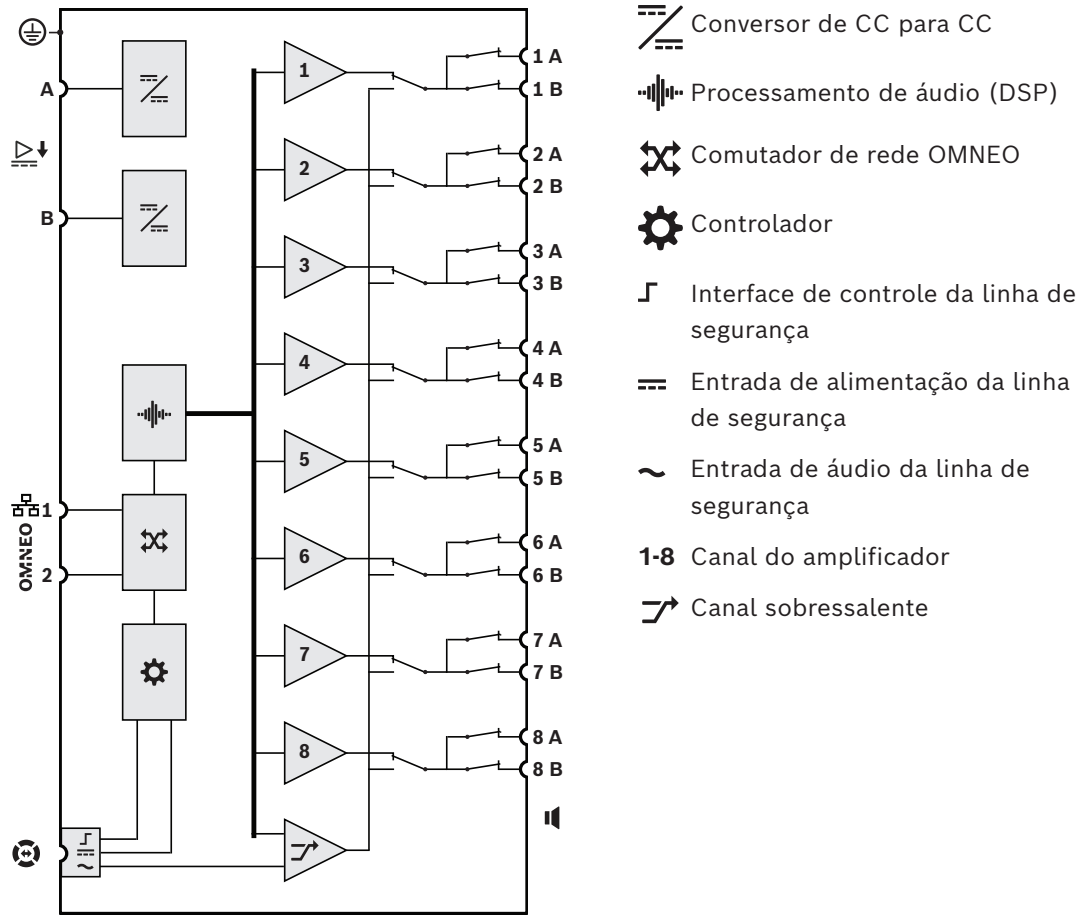 A
B
1
OMNEO
2
1
2
3
4
5
6
7
8
1 A
1 B
2 A
2 B
3 A
3 B
4 A
4 B
5 A
5 B
6 A
6 B
7 A
7 B
8 A
8 B
Conversor de CC para CC
Processamento de áudio (DSP)
Comutador de rede OMNEO
Controlador
Interface de controle da linha de
segurança
Entrada de alimentação da linha
de segurança
Entrada de áudio da linha de
segurança
1-8 Canal do amplificador
Canal sobressalente